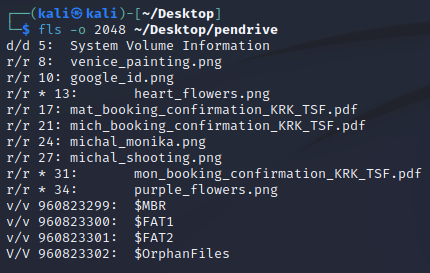 ┌──(kali㉿kali)-[~/Desktop]
└─$ fls -o 2048 ~/Desktop/pendrive
d/d 5:  System Volume Information
r/r 8:  venice_painting.png
r/r 10: google_id.png
r/r * 13:       heart_flowers.png
r/r 17: mat_booking_confirmation_KRK_TSF.pdf
r/r 21: mich_booking_confirmation_KRK_TSF.pdf
r/r 24: michal_monika.png
r/r 27: michal_shooting.png
r/r * 31:       mon_booking_confirmation_KRK_TSF.pdf
r/r * 34:       purple_flowers.png
v/v 960823299:  $MBR
v/v 960823300:  $FAT1
v/v 960823301:  $FAT2
V/V 960823302:  $OrphanFiles